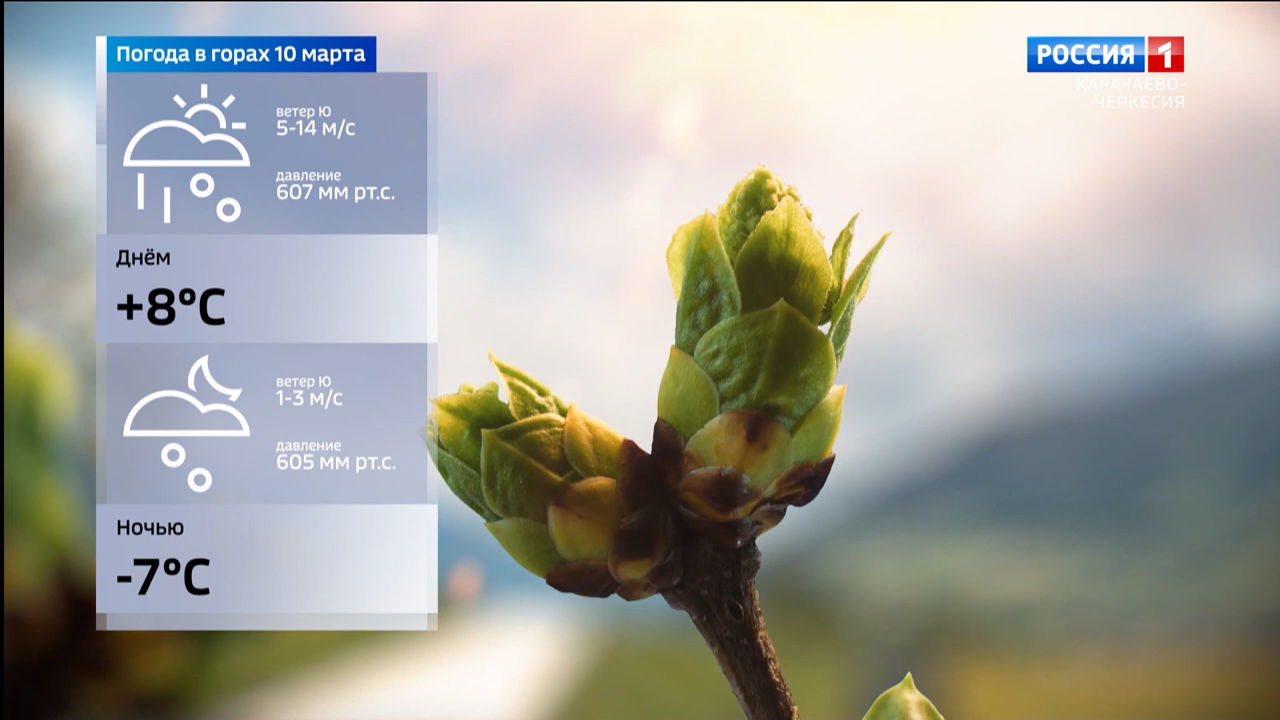 Погода в горах 10 марта
ветер Ю
5-14 м/с
давление
607 мм рт.с.
Днём
+8°C
ветер Ю
1-3 м/с
давление
605 мм рт.с.
Ночью
-7°C
РОССИЯ 1
КАРАЧАЕВО-
ЧЕРКЕСИЯ